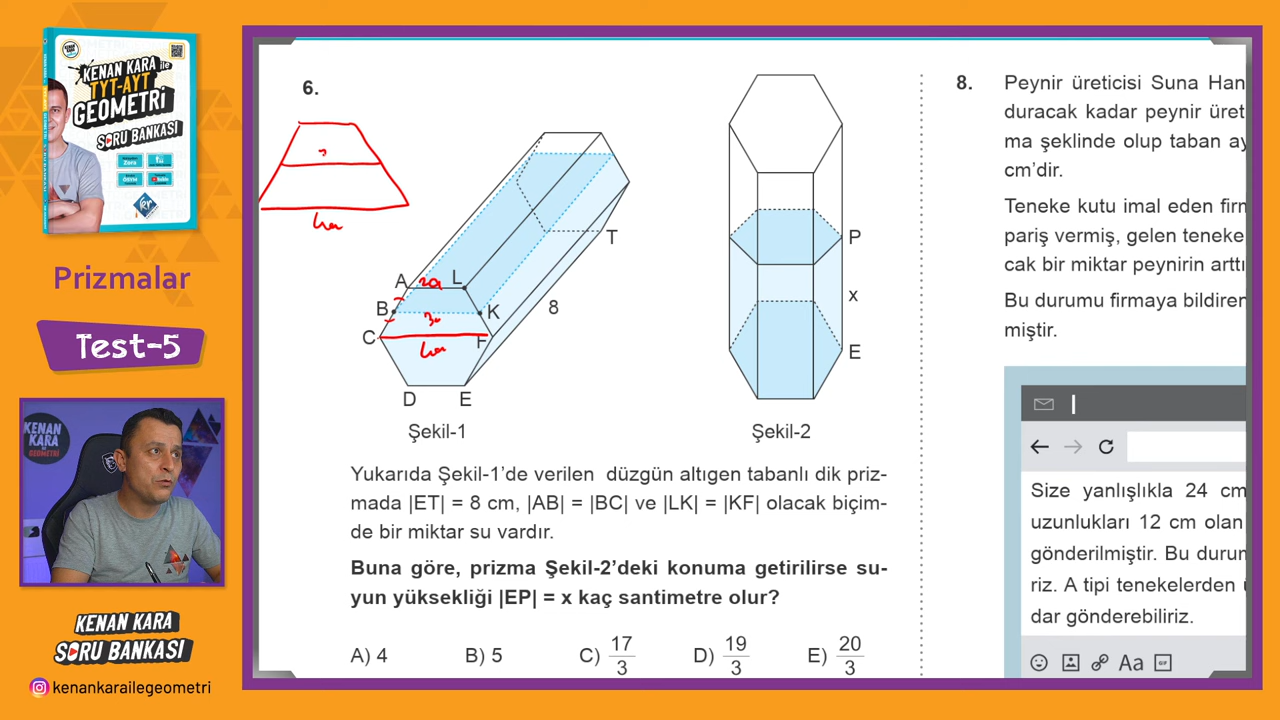 KENAN KARA ile
TYT-AYT
GEOMETRİ
SORU BANKASI
Prizmalar
Test-5
KENAN KARA
SORU BANKASI
kenankarailegeometri
6.
A
L
B
K
C
F
D
E
T
8
2a
3a
4a
4a
Şekil-1
P
x
E
Şekil-2
Yukarıda Şekil-1’de verilen düzgün altıgen tabanlı dik priz-
mada |ET| = 8 cm, |AB| = |BC| ve |LK| = |KF| olacak biçim-
de bir miktar su vardır.
Buna göre, prizma Şekil-2’deki konuma getirilirse su-
yun yüksekliği |EP| = x kaç santimetre olur?
A) 4 B) 5 C) 17/3 D) 19/3 E) 20/3
8. Peynir üreticisi Suna Han
duracak kadar peynir üret
ma şeklinde olup taban ay
cm’dir.
Teneke kutu imal eden firm
pariş vermiş, gelen teneke
cak bir miktar peynirin arttı
Bu durumu firmaya bildiren
miştir.
Size yanlışlıkla 24 cm
uzunlukları 12 cm olan
gönderilmiştir. Bu durum
riz. A tipi tenekelerden
dar gönderebiliriz.
Aa
GIF